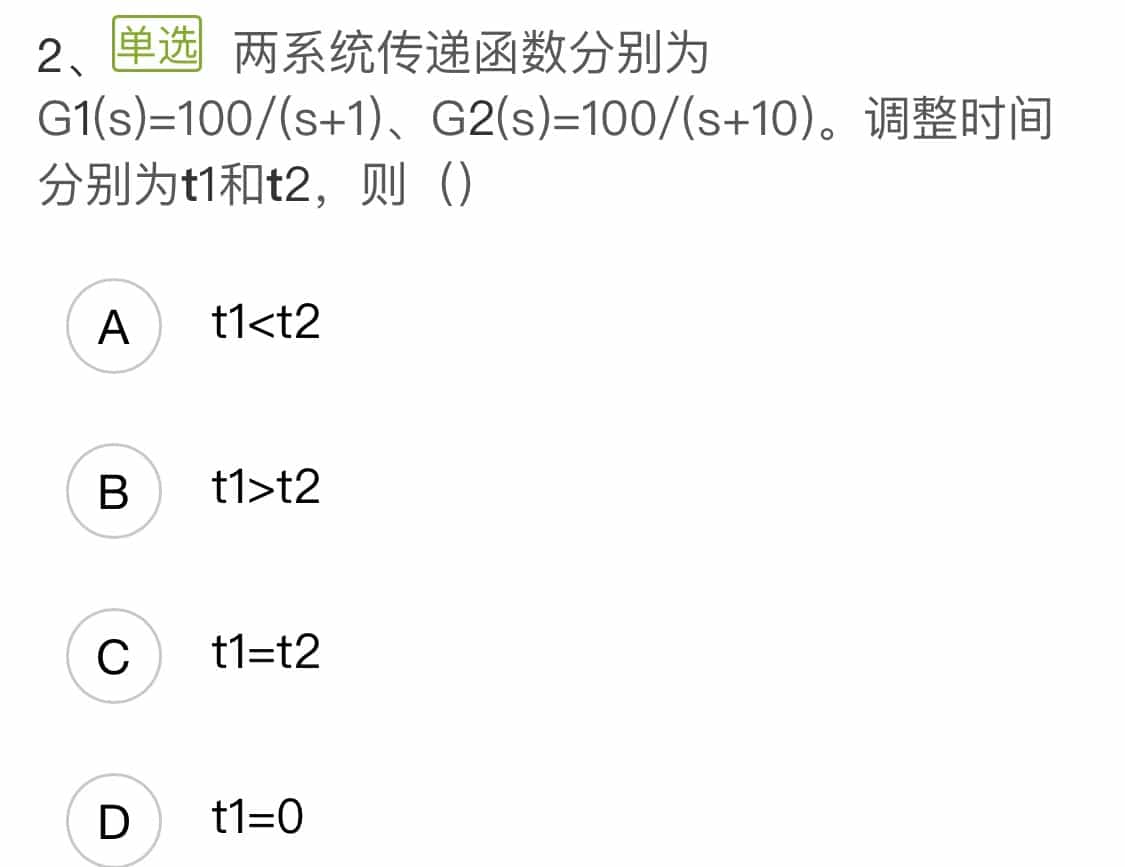 2、单选 两系统传递函数分别为
G1(s)=100/(s+1)、G2(s)=100/(s+10)。调整时间
分别为t1和t2，则（）
A t1<t2
B t1>t2
C t1=t2
D t1=0